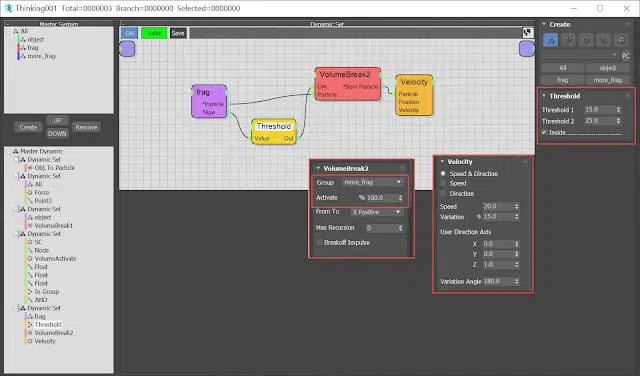 Thinking001 Total=0000003 Branch=0000000 Selected=0000000
Master System
All
object
frag
more_frag
Create
UP
DOWN
Remove
Master Dynamic
Dynamic Set
Obj.To Particle
Dynamic Set
All
Force
Point3
Dynamic Set
object
VolumeBreak1
Dynamic Set
SC
Node
VolumeActivate
Float
Float
In Group
AND
Dynamic Set
frag
Threshold
VolumeBreak2
Velocity
Dynamic Set
ON
Valid
Save
frag
*Particle
*Age
Threshold
Value Out
VolumeBreak2
ON *Born Particle
Particle
Velocity
Particle
Position
Velocity
VolumeBreak2
Group more_frag
Activate % 100.0
From To X Positive
Max Recursion 0
Breakoff Impulse
Velocity
Speed & Direction
Speed
Direction
Speed 20.0
Variation % 15.0
User Direction Axis
X 0.0
Y 0.0
Z 1.0
Variation Angle 180.0
Create
PC
All object
frag more_frag
Threshold
Threshold 1 15.0
Threshold 2 25.0
Inside